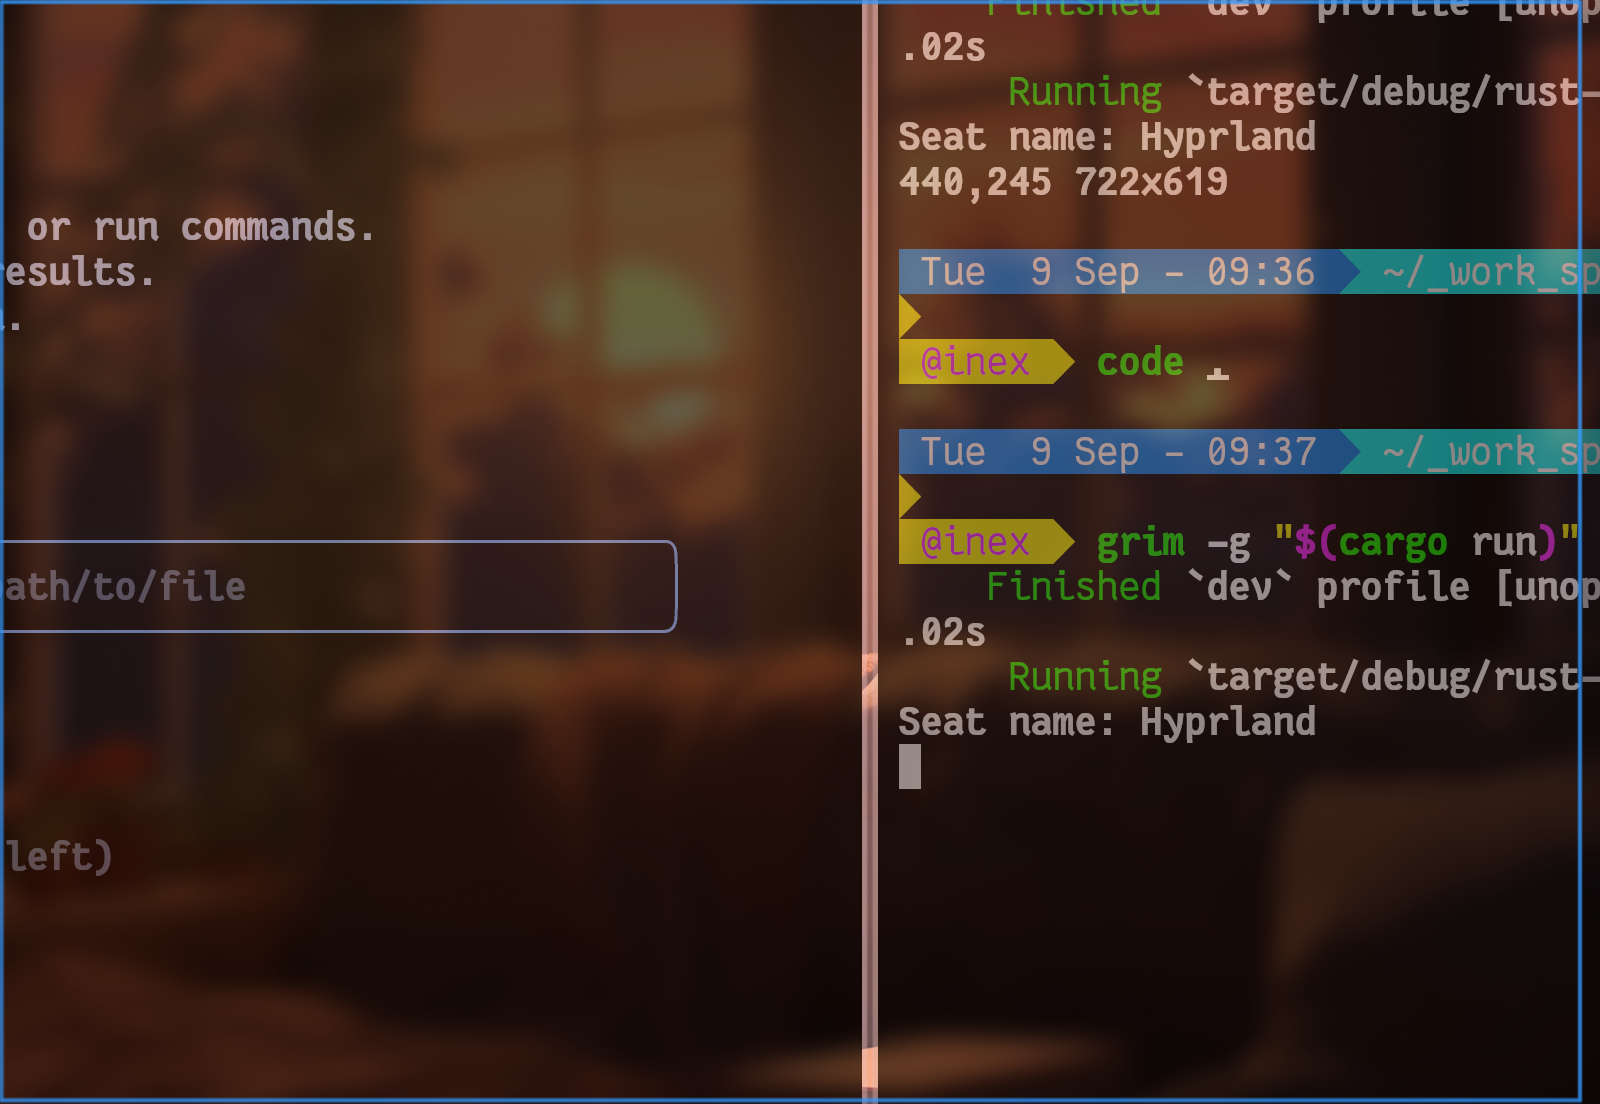 or run commands.
esults.
.
ath/to/file
left)
Finished `dev` profile [unop
.02s
Running `target/debug/rust-
Seat name: Hyprland
440,245 722x619
Tue 9 Sep - 09:36 ~/_work_sp
@inex code .
Tue 9 Sep - 09:37 ~/_work_sp
@inex grim -g "$(cargo run)"
Finished `dev` profile [unop
.02s
Running `target/debug/rust-
Seat name: Hyprland